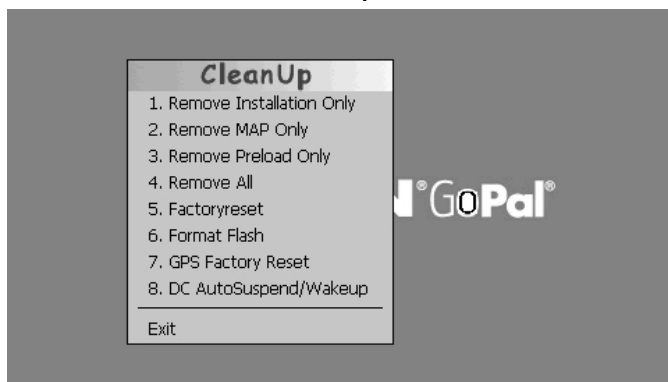 CleanUp
1. Remove Installation Only
2. Remove MAP Only
3. Remove Preload Only
4. Remove All
5. Factoryreset
6. Format Flash
7. GPS Factory Reset
8. DC AutoSuspend/Wakeup
Exit
N®GoPal®